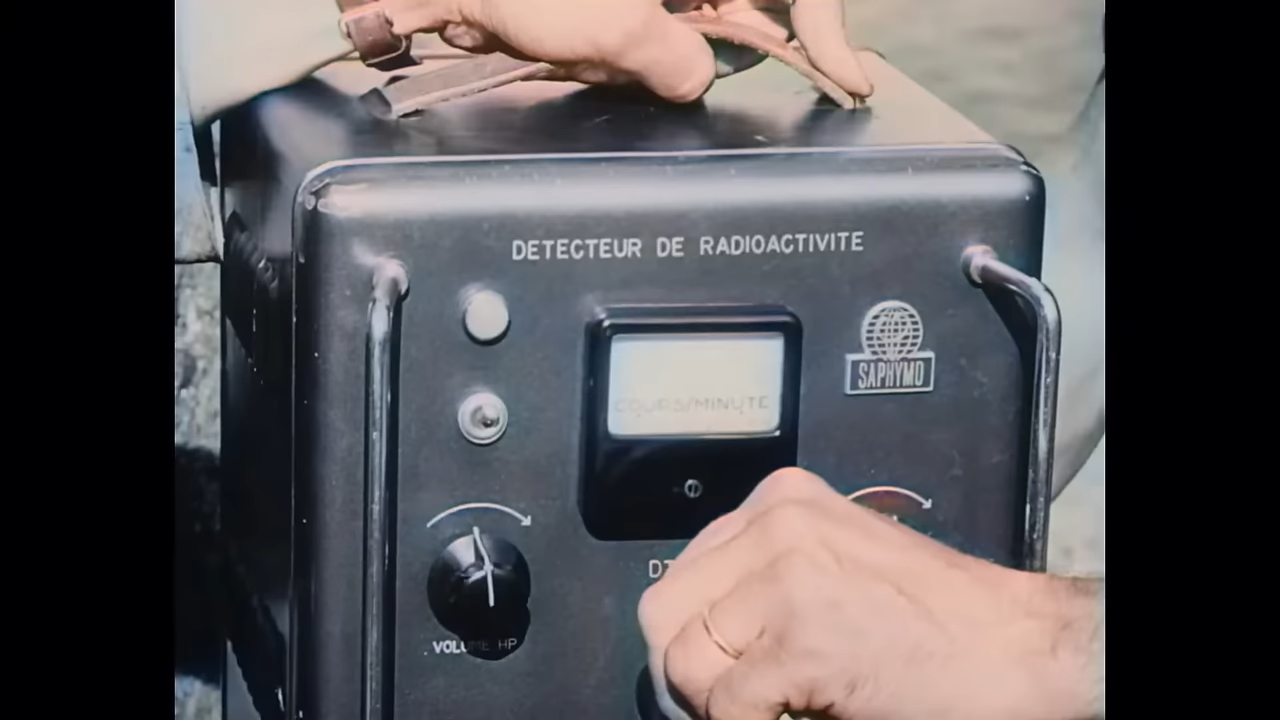 DETECTEUR DE RADIOACTIVITE
SAPHYMO
COUPS/MINUTE
VOLUME HP